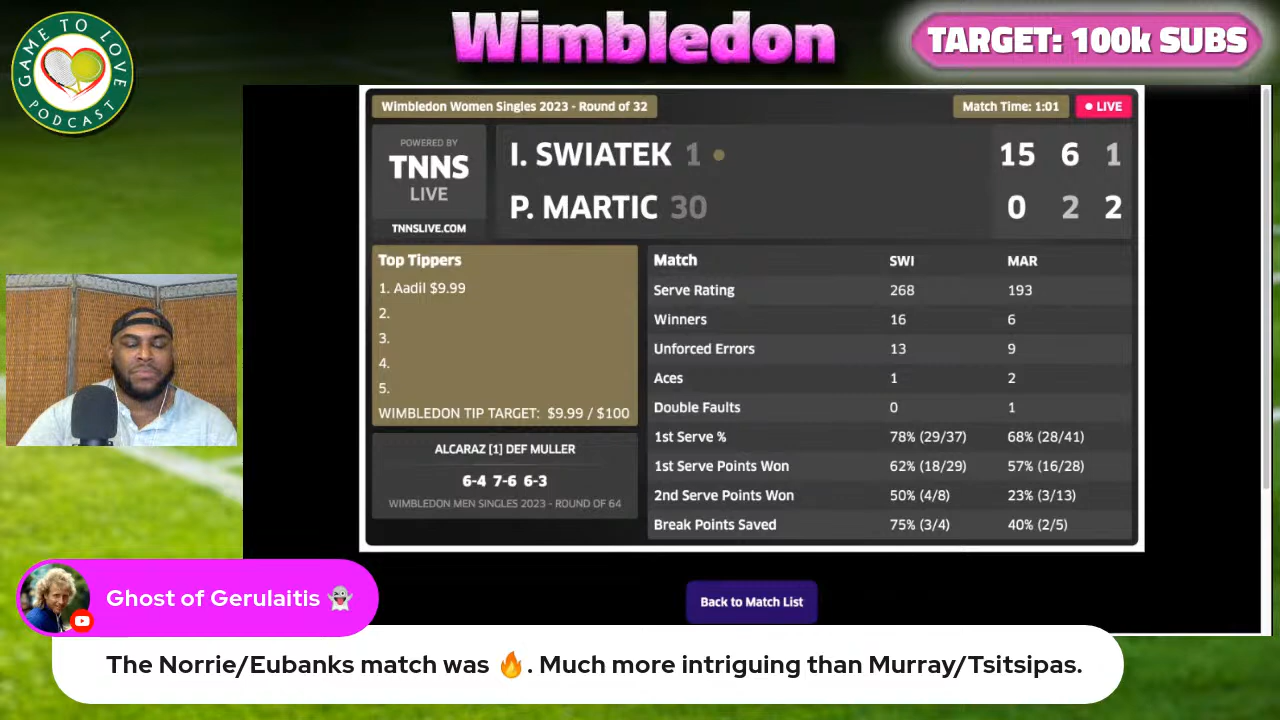 GAME TO LOVE
PODCAST
Wimbledon
TARGET: 100k SUBS
Wimbledon Women Singles 2023 - Round of 32
Match Time: 1:01
LIVE
POWERED BY
TNNS
LIVE
TNNSLIVE.COM
I. SWIATEK 1 15 6 1
P. MARTIC 30 0 2 2
Top Tippers
1. Aadil $9.99
2.
3.
4.
5.
WIMBLEDON TIP TARGET: $9.99 / $100
ALCARAZ [1] DEF MULLER
6-4 7-6 6-3
WIMBLEDON MEN SINGLES 2023 - ROUND OF 64
Match SWI MAR
Serve Rating 268 193
Winners 16 6
Unforced Errors 13 9
Aces 1 2
Double Faults 0 1
1st Serve % 78% (29/37) 68% (28/41)
1st Serve Points Won 62% (18/29) 57% (16/28)
2nd Serve Points Won 50% (4/8) 23% (3/13)
Break Points Saved 75% (3/4) 40% (2/5)
Back to Match List
Ghost of Gerulaitis 👻
The Norrie/Eubanks match was 🔥. Much more intriguing than Murray/Tsitsipas.